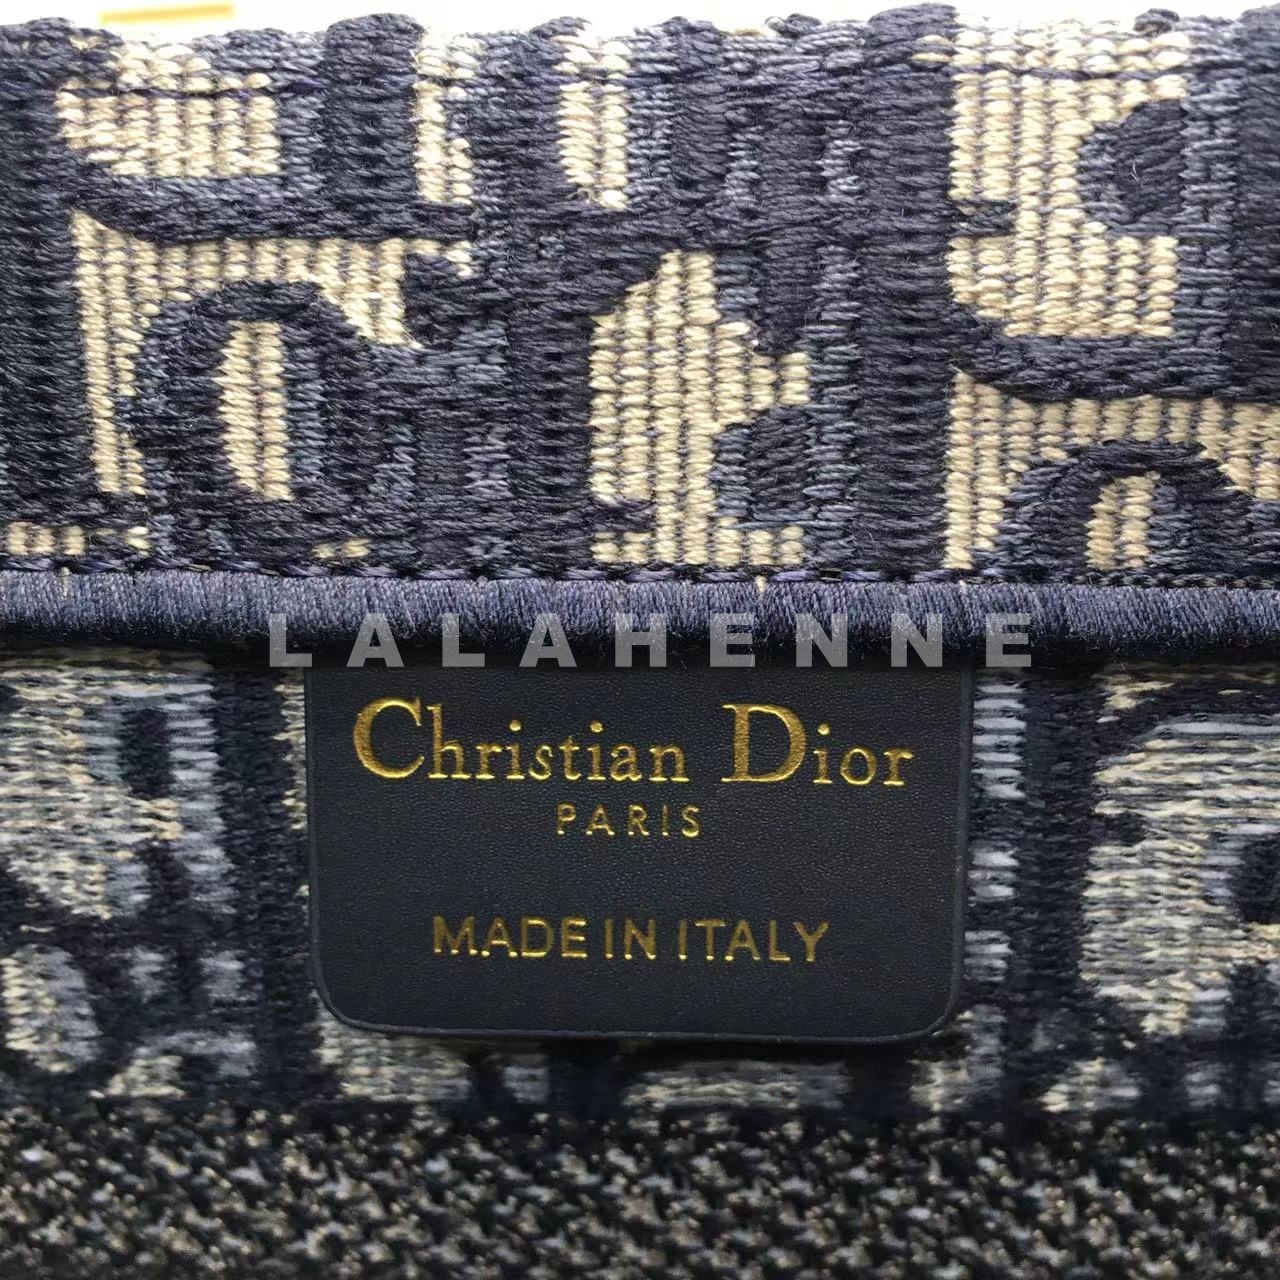 LALAHENNE
Christian Dior
PARIS
MADE IN ITALY